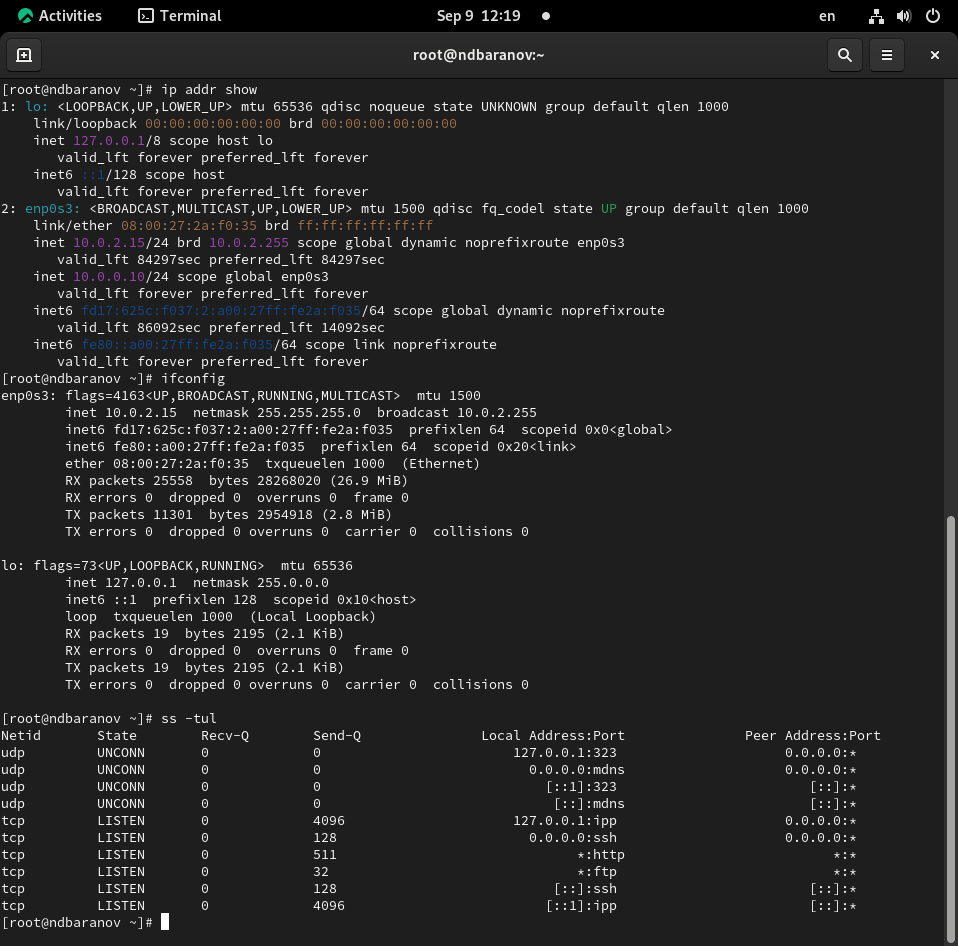 Activities Terminal Sep 9 12:19 en
root@ndbaranov:~
[root@ndbaranov ~]# ip addr show
1: lo: <LOOPBACK,UP,LOWER_UP> mtu 65536 qdisc noqueue state UNKNOWN group default qlen 1000
    link/loopback 00:00:00:00:00:00 brd 00:00:00:00:00:00
    inet 127.0.0.1/8 scope host lo
       valid_lft forever preferred_lft forever
    inet6 ::1/128 scope host
       valid_lft forever preferred_lft forever
2: enp0s3: <BROADCAST,MULTICAST,UP,LOWER_UP> mtu 1500 qdisc fq_codel state UP group default qlen 1000
    link/ether 08:00:27:2a:f0:35 brd ff:ff:ff:ff:ff:ff
    inet 10.0.2.15/24 brd 10.0.2.255 scope global dynamic noprefixroute enp0s3
       valid_lft 84297sec preferred_lft 84297sec
    inet 10.0.0.10/24 scope global enp0s3
       valid_lft forever preferred_lft forever
    inet6 fd17:625c:f037:2:a00:27ff:fe2a:f035/64 scope global dynamic noprefixroute
       valid_lft 86092sec preferred_lft 14092sec
    inet6 fe80::a00:27ff:fe2a:f035/64 scope link noprefixroute
       valid_lft forever preferred_lft forever
[root@ndbaranov ~]# ifconfig
enp0s3: flags=4163<UP,BROADCAST,RUNNING,MULTICAST>  mtu 1500
        inet 10.0.2.15  netmask 255.255.255.0  broadcast 10.0.2.255
        inet6 fd17:625c:f037:2:a00:27ff:fe2a:f035  prefixlen 64  scopeid 0x0<global>
        inet6 fe80::a00:27ff:fe2a:f035  prefixlen 64  scopeid 0x20<link>
        ether 08:00:27:2a:f0:35  txqueuelen 1000  (Ethernet)
        RX packets 25558  bytes 28268020 (26.9 MiB)
        RX errors 0  dropped 0  overruns 0  frame 0
        TX packets 11301  bytes 2954918 (2.8 MiB)
        TX errors 0  dropped 0 overruns 0  carrier 0  collisions 0

lo: flags=73<UP,LOOPBACK,RUNNING>  mtu 65536
        inet 127.0.0.1  netmask 255.0.0.0
        inet6 ::1  prefixlen 128  scopeid 0x10<host>
        loop  txqueuelen 1000  (Local Loopback)
        RX packets 19  bytes 2195 (2.1 KiB)
        RX errors 0  dropped 0  overruns 0  frame 0
        TX packets 19  bytes 2195 (2.1 KiB)
        TX errors 0  dropped 0 overruns 0  carrier 0  collisions 0

[root@ndbaranov ~]# ss -tul
Netid State Recv-Q Send-Q Local Address:Port Peer Address:Port
udp UNCONN 0 0 127.0.0.1:323 0.0.0.0:*
udp UNCONN 0 0 0.0.0.0:mdns 0.0.0.0:*
udp UNCONN 0 0 [::1]:323 [::]:*
udp UNCONN 0 0 [::]:mdns [::]:*
tcp LISTEN 0 4096 127.0.0.1:ipp 0.0.0.0:*
tcp LISTEN 0 128 0.0.0.0:ssh 0.0.0.0:*
tcp LISTEN 0 511 *:http *:*
tcp LISTEN 0 32 *:ftp *:*
tcp LISTEN 0 128 [::]:ssh [::]:*
tcp LISTEN 0 4096 [::1]:ipp [::]:*
[root@ndbaranov ~]#